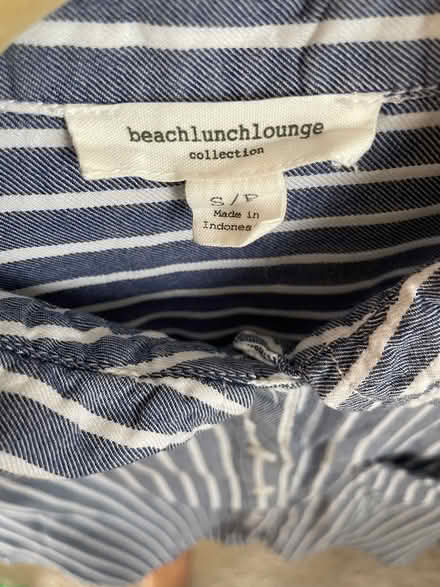 beachlunchlounge
collection
S/P
Made in
Indones